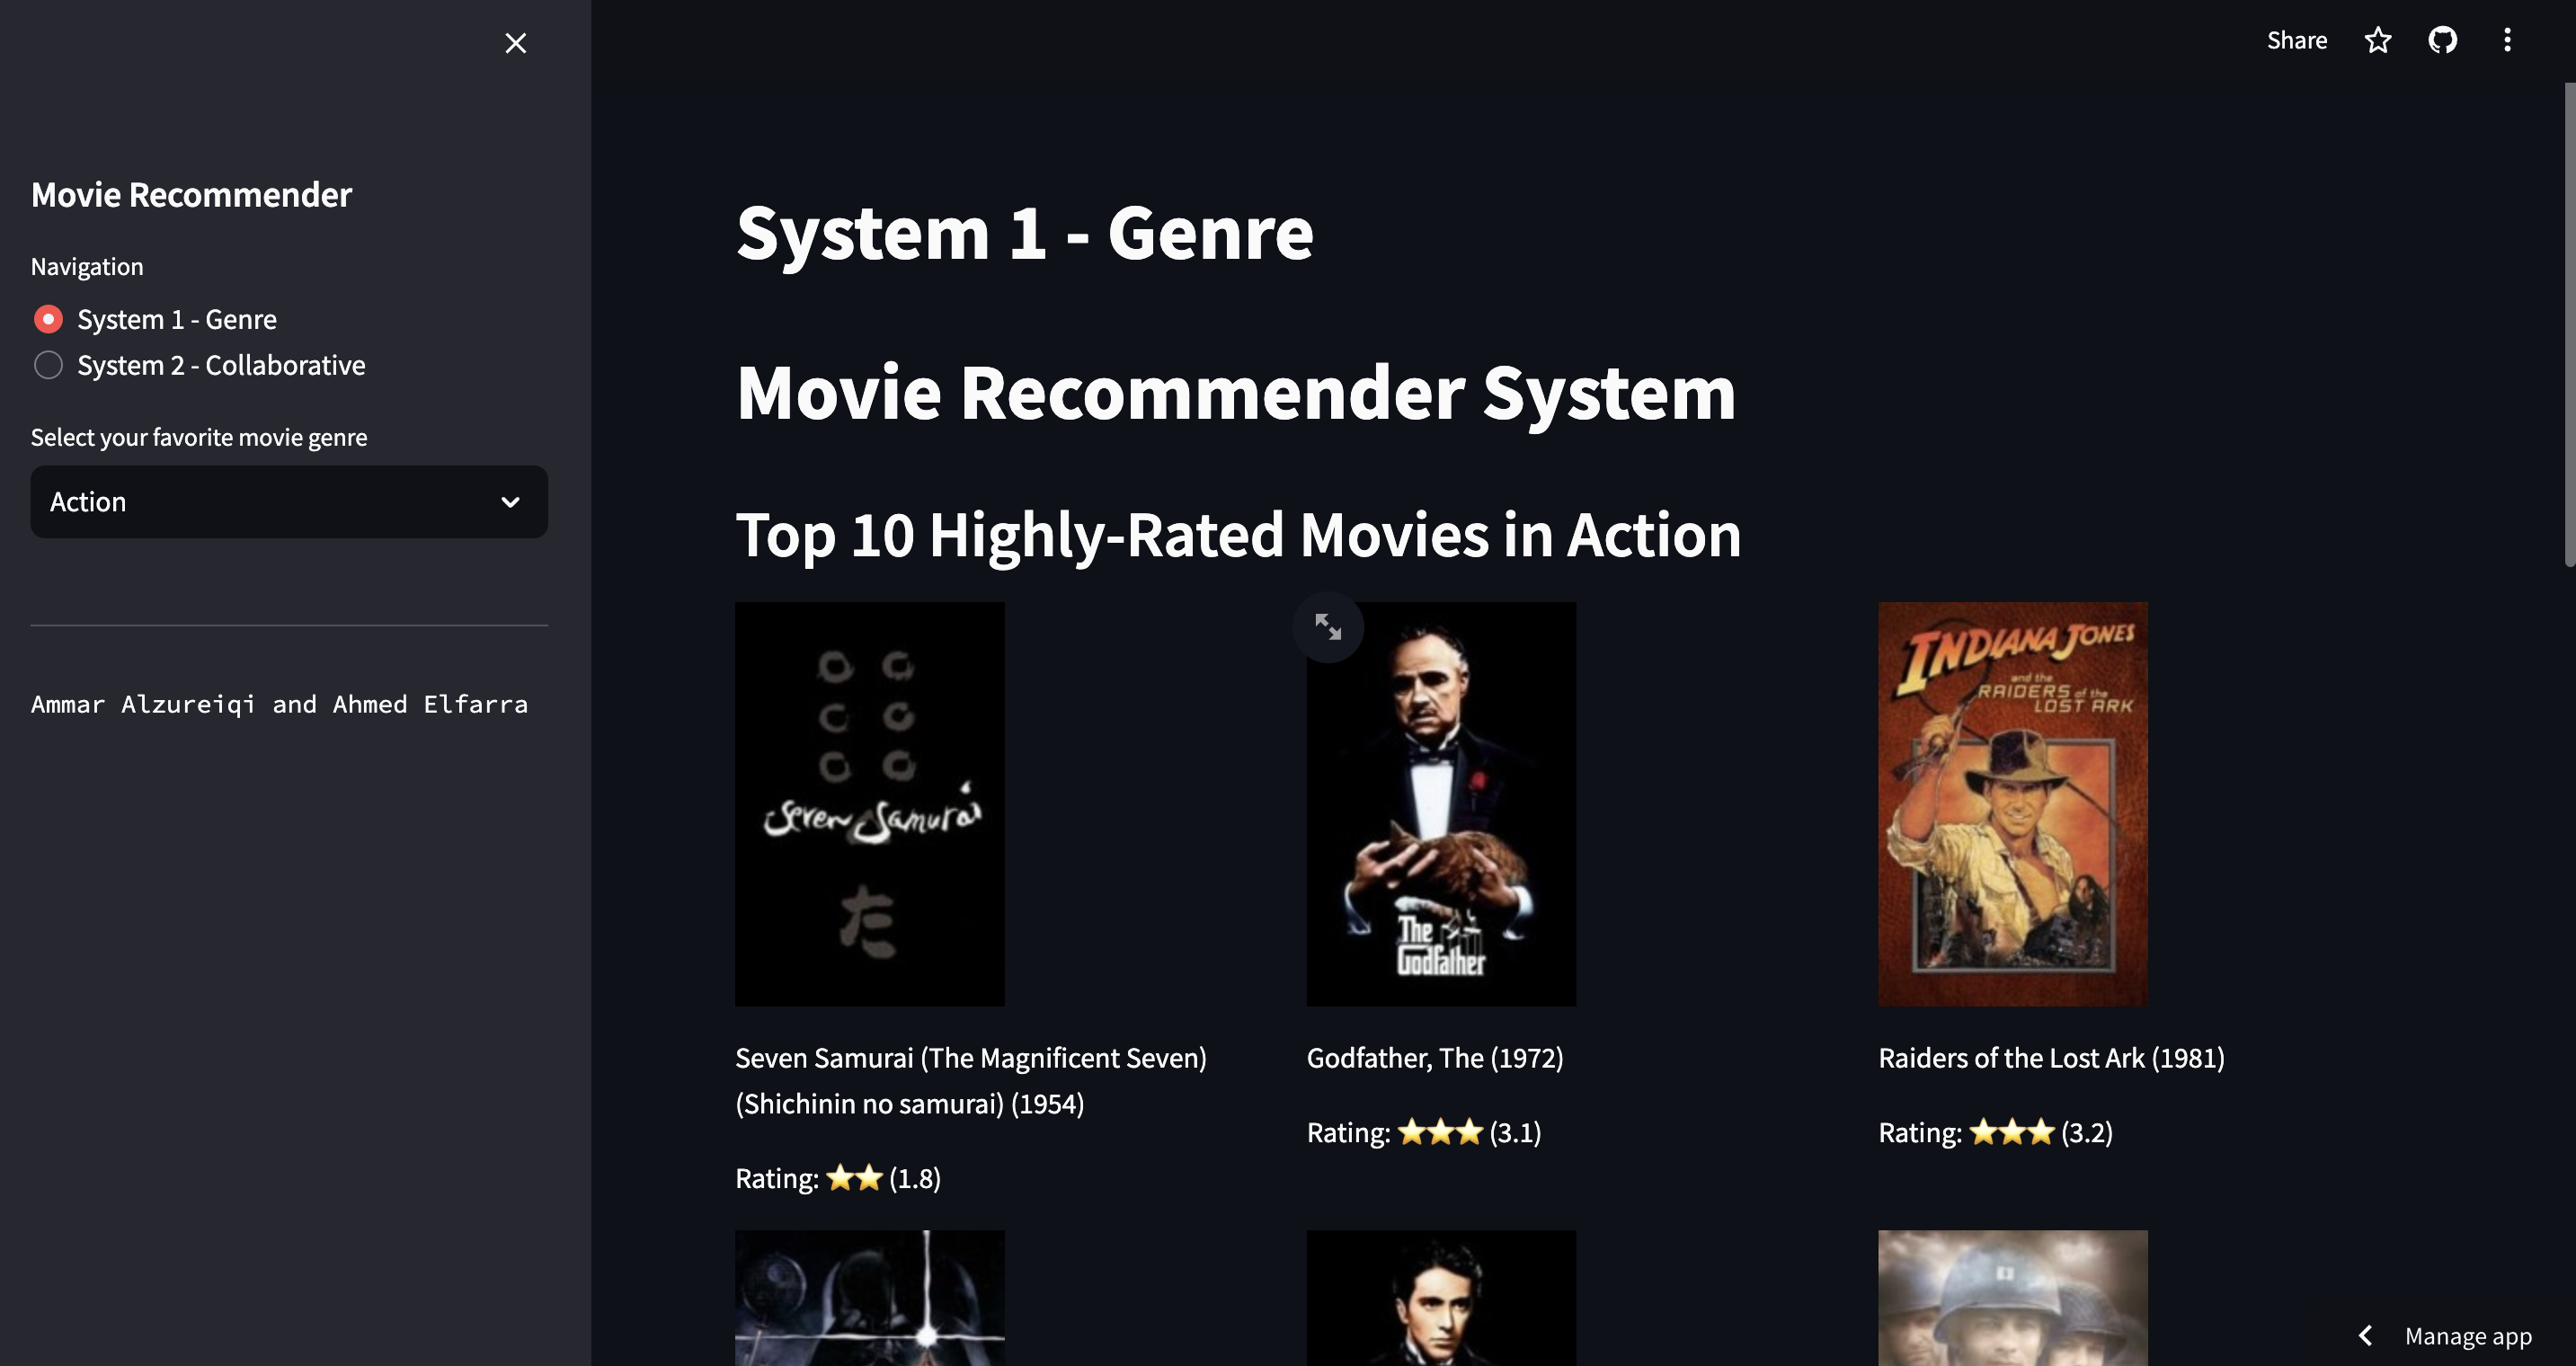 Share
Movie Recommender
Navigation
System 1 - Genre
System 2 - Collaborative
Select your favorite movie genre
Action
Ammar Alzureiqi and Ahmed Elfarra
System 1 - Genre
Movie Recommender System
Top 10 Highly-Rated Movies in Action
Seven Samurai
た
The
Godfather
INDIANA JONES
and the
RAIDERS of the
LOST ARK
Seven Samurai (The Magnificent Seven)
(Shichinin no samurai) (1954)
Rating: ⭐⭐ (1.8)
Godfather, The (1972)
Rating: ⭐⭐⭐ (3.1)
Raiders of the Lost Ark (1981)
Rating: ⭐⭐⭐ (3.2)
Manage app